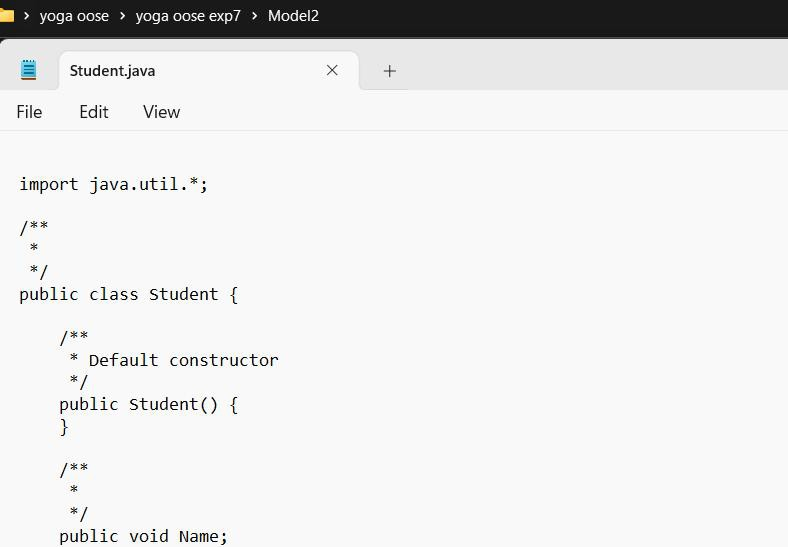 yoga oose > yoga oose exp7 > Model2
Student.java
File Edit View
import java.util.*;
/**
*
*/
public class Student {
/**
* Default constructor
*/
public Student() {
}
/**
*
*/
public void Name;